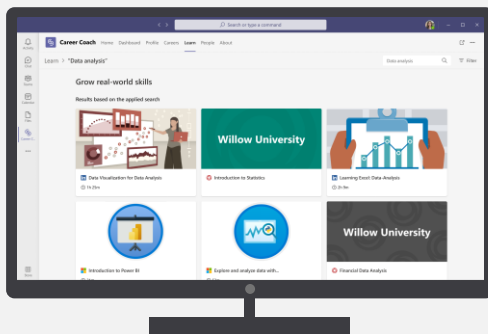 Search or type a command
Career Coach Home Dashboard Profile Careers Learn People About
Learn > "Data analysis"
Data analysis
Filter
Grow real-world skills
Results based on the applied search
Willow University
Data Visualization for Data Analysis
Introduction to Statistics
Learning Excel: Data-Analysis
Willow University
Introduction to Power BI
Explore and analyze data with...
Financial Data Analysis